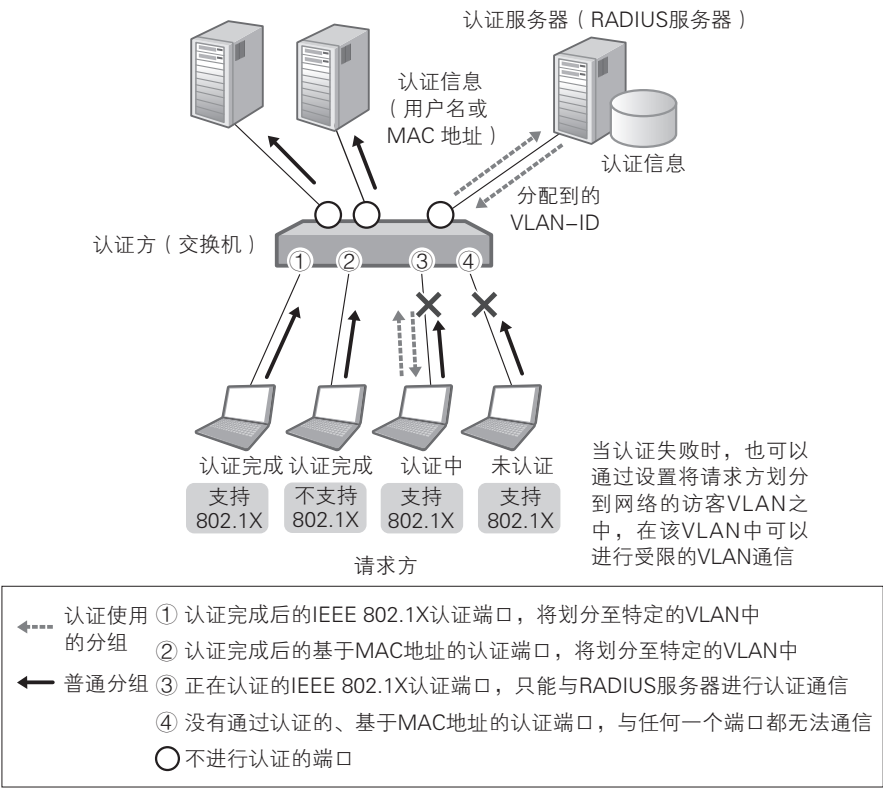 认证服务器（RADIUS服务器）
认证信息
（用户名或
MAC 地址）
认证信息
分配到的
VLAN–ID
认证方（交换机）
① ② ③ ④
认证完成 认证完成 认证中 未认证
支持
802.1X
不支持
802.1X
支持
802.1X
支持
802.1X
请求方
当认证失败时，也可以
通过设置将请求方划分
到网络的访客VLAN之
中，在该VLAN中可以
进行受限的VLAN通信
认证使用
的分组
普通分组
① 认证完成后的IEEE 802.1X认证端口，将划分至特定的VLAN中
② 认证完成后的基于MAC地址的认证端口，将划分至特定的VLAN中
③ 正在认证的IEEE 802.1X认证端口，只能与RADIUS服务器进行认证通信
④ 没有通过认证的、基于MAC地址的认证端口，与任何一个端口都无法通信
不进行认证的端口